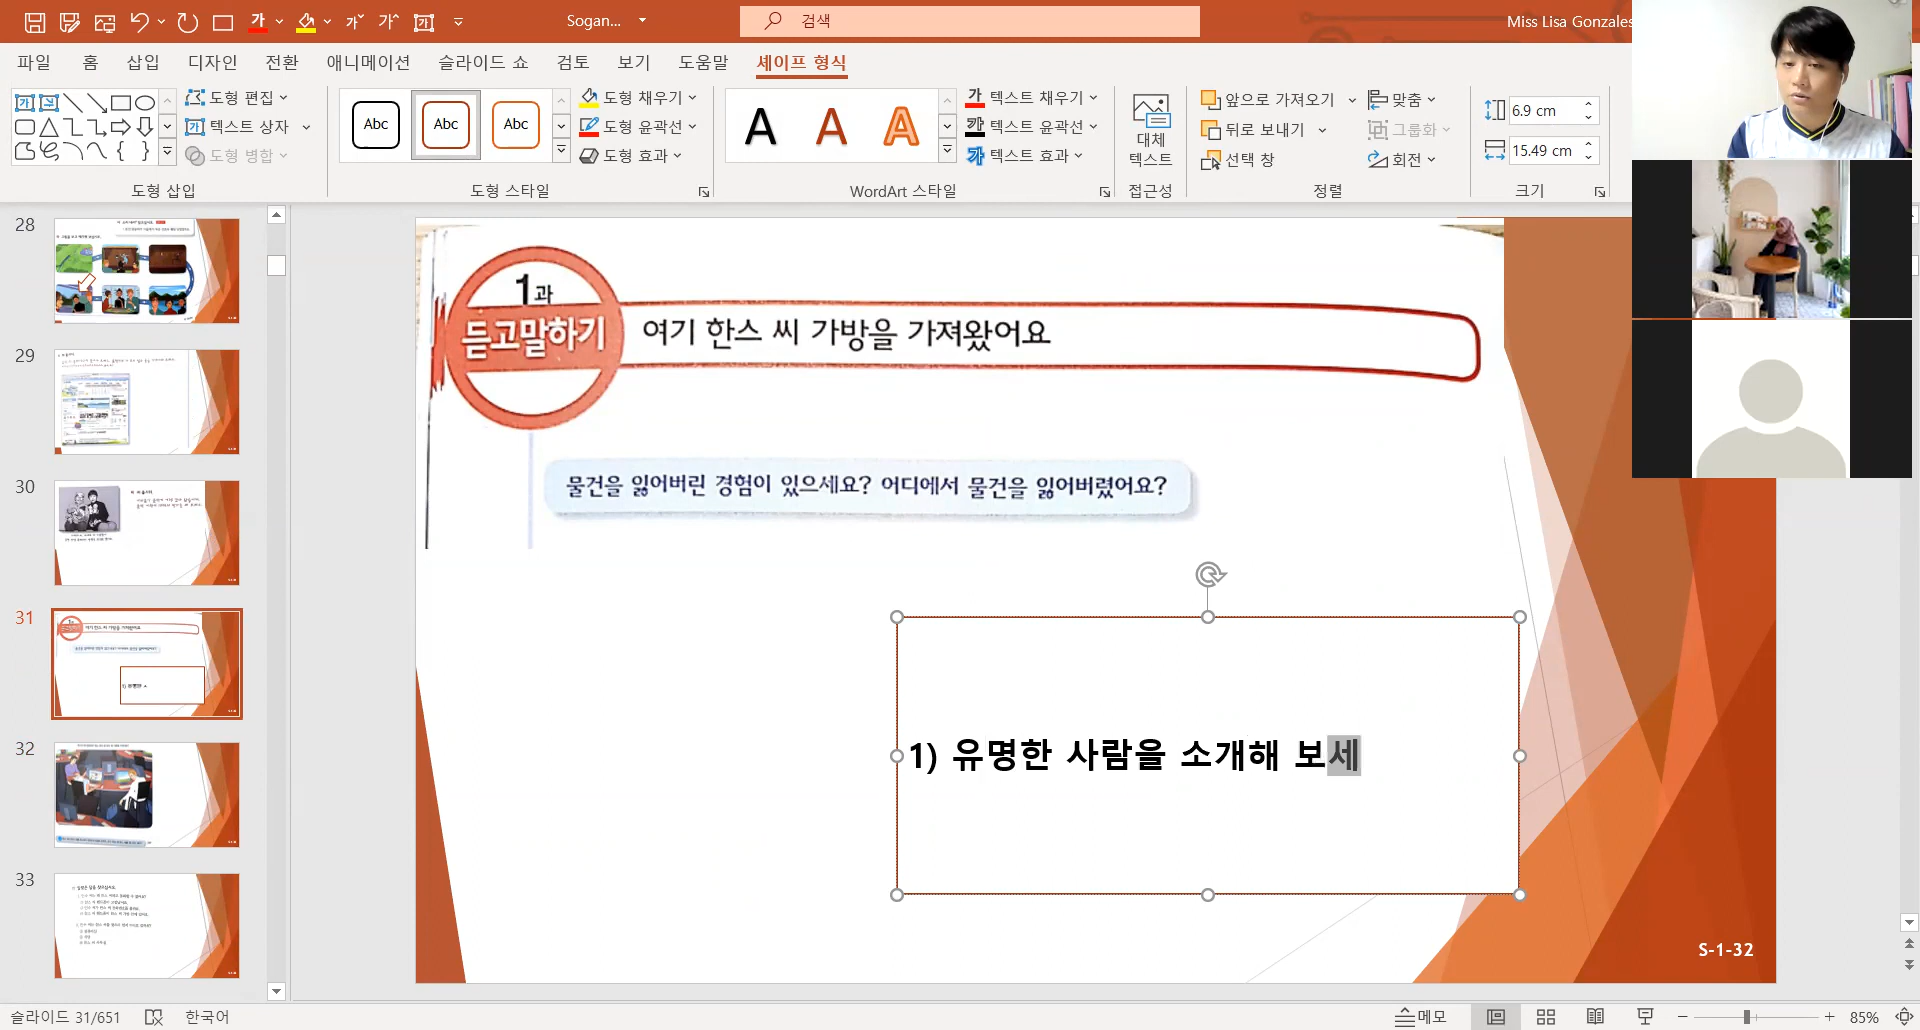 Sogan...
검색
Miss Lisa Gonzales
파일 홈 삽입 디자인 전환 애니메이션 슬라이드 쇼 검토 보기 도움말 셰이프 형식
도형 편집
텍스트 상자
도형 병합
도형 삽입
Abc Abc Abc
도형 채우기
도형 윤곽선
도형 효과
도형 스타일
A A A
텍스트 채우기
텍스트 윤곽선
텍스트 효과
WordArt 스타일
대체
텍스트
접근성
앞으로 가져오기
뒤로 보내기
선택 창
맞춤
그룹화
회전
정렬
6.9 cm
15.49 cm
크기
28
29
30
31
32
33
1과
듣고말하기
여기 한스 씨 가방을 가져왔어요
물건을 잃어버린 경험이 있으세요? 어디에서 물건을 잃어버렸어요?
1) 유명한 사람을 소개해 보세
S-1-32
슬라이드 31/651
한국어
메모
85%